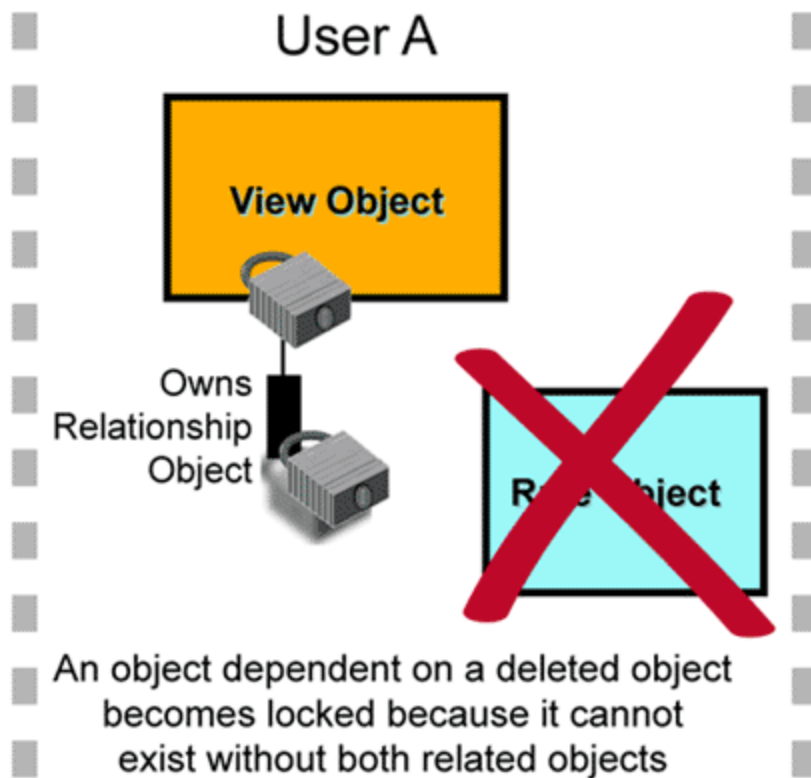 User A
View Object
Owns
Relationship
Object
Object
An object dependent on a deleted object
becomes locked because it cannot
exist without both related objects